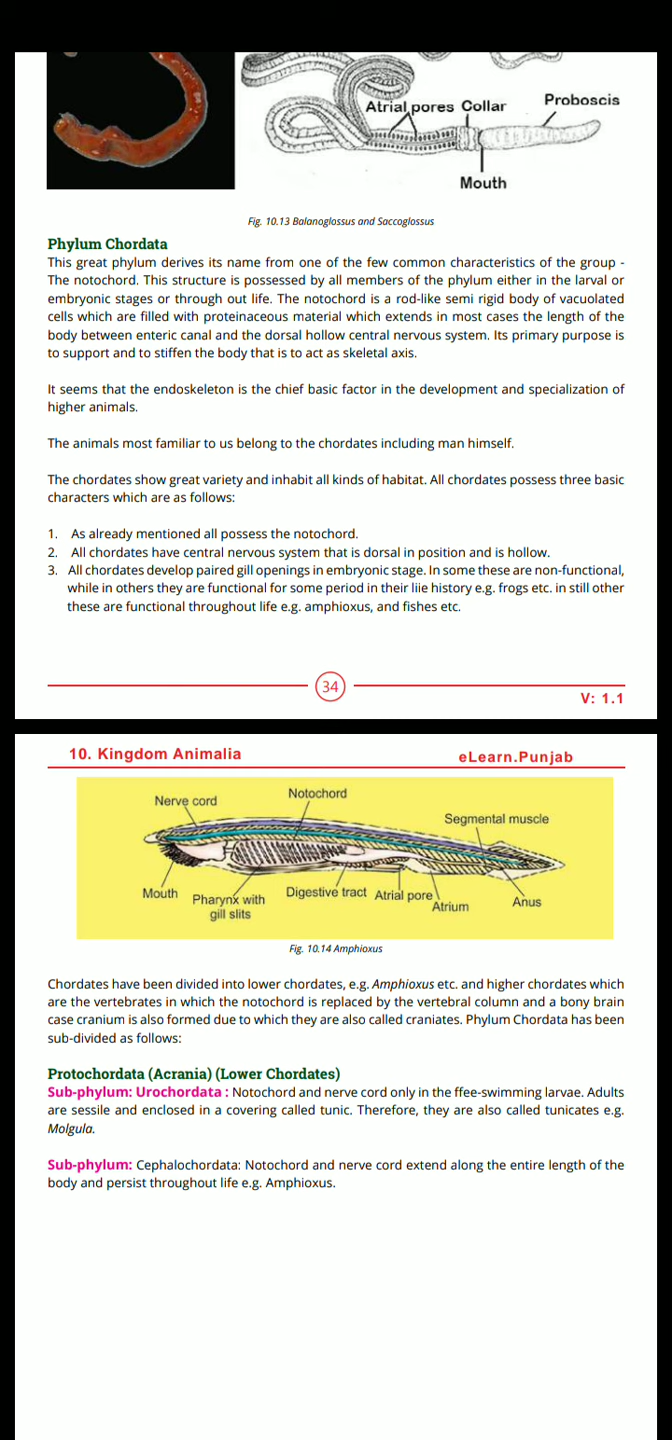 Atrial pores Collar Proboscis
Mouth
Fig. 10.13 Balanoglossus and Saccoglossus
Phylum Chordata
This great phylum derives its name from one of the few common characteristics of the group -
The notochord. This structure is possessed by all members of the phylum either in the larval or
embryonic stages or through out life. The notochord is a rod-like semi rigid body of vacuolated
cells which are filled with proteinaceous material which extends in most cases the length of the
body between enteric canal and the dorsal hollow central nervous system. Its primary purpose is
to support and to stiffen the body that is to act as skeletal axis.
It seems that the endoskeleton is the chief basic factor in the development and specialization of
higher animals.
The animals most familiar to us belong to the chordates including man himself.
The chordates show great variety and inhabit all kinds of habitat. All chordates possess three basic
characters which are as follows:
1. As already mentioned all possess the notochord.
2. All chordates have central nervous system that is dorsal in position and is hollow.
3. All chordates develop paired gill openings in embryonic stage. In some these are non-functional,
while in others they are functional for some period in their liie history e.g. frogs etc. in still other
these are functional throughout life e.g. amphioxus, and fishes etc.
34
V: 1.1
10. Kingdom Animalia eLearn.Punjab
Notochord
Nerve cord
Segmental muscle
Mouth
Pharynx with
gill slits
Digestive tract
Atrial pore
Atrium
Anus
Fig. 10.14 Amphioxus
Chordates have been divided into lower chordates, e.g. Amphioxus etc. and higher chordates which
are the vertebrates in which the notochord is replaced by the vertebral column and a bony brain
case cranium is also formed due to which they are also called craniates. Phylum Chordata has been
sub-divided as follows:
Protochordata (Acrania) (Lower Chordates)
Sub-phylum: Urochordata : Notochord and nerve cord only in the ffee-swimming larvae. Adults
are sessile and enclosed in a covering called tunic. Therefore, they are also called tunicates e.g.
Molgula.
Sub-phylum: Cephalochordata: Notochord and nerve cord extend along the entire length of the
body and persist throughout life e.g. Amphioxus.